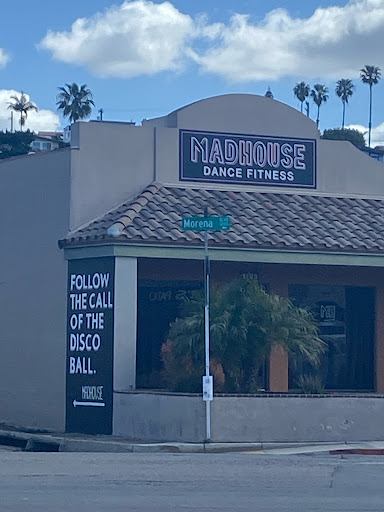 MADHOUSE
DANCE FITNESS
Morena
FOLLOW
THE CALL
OF THE
DISCO
BALL.
MADHOUSE